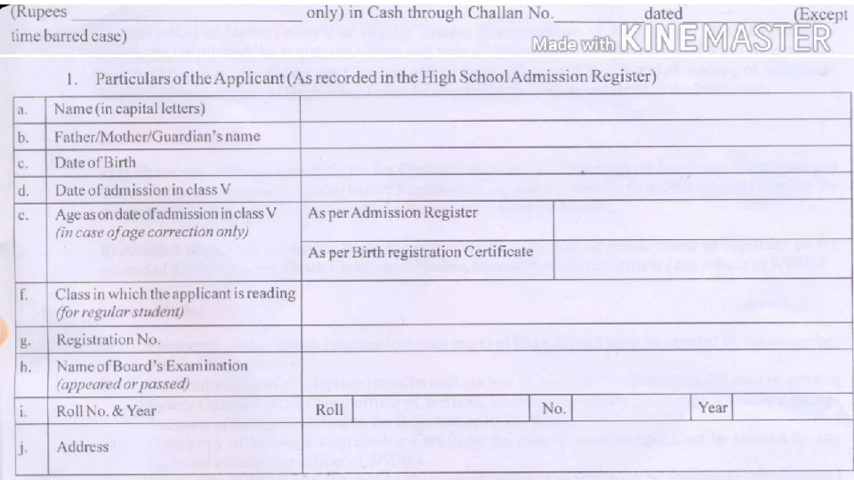 (Rupees only) in Cash through Challan No. dated (Except
time barred case)
Made with KINEMASTER
1. Particulars of the Applicant (As recorded in the High School Admission Register)
a. Name (in capital letters)
b. Father/Mother/Guardian's name
c. Date of Birth
d. Date of admission in class V
e. Age as on date of admission in class V
(in case of age correction only)
As per Admission Register
As per Birth registration Certificate
f. Class in which the applicant is reading
(for regular student)
g. Registration No.
h. Name of Board's Examination
(appeared or passed)
i. Roll No. & Year Roll No. Year
j. Address